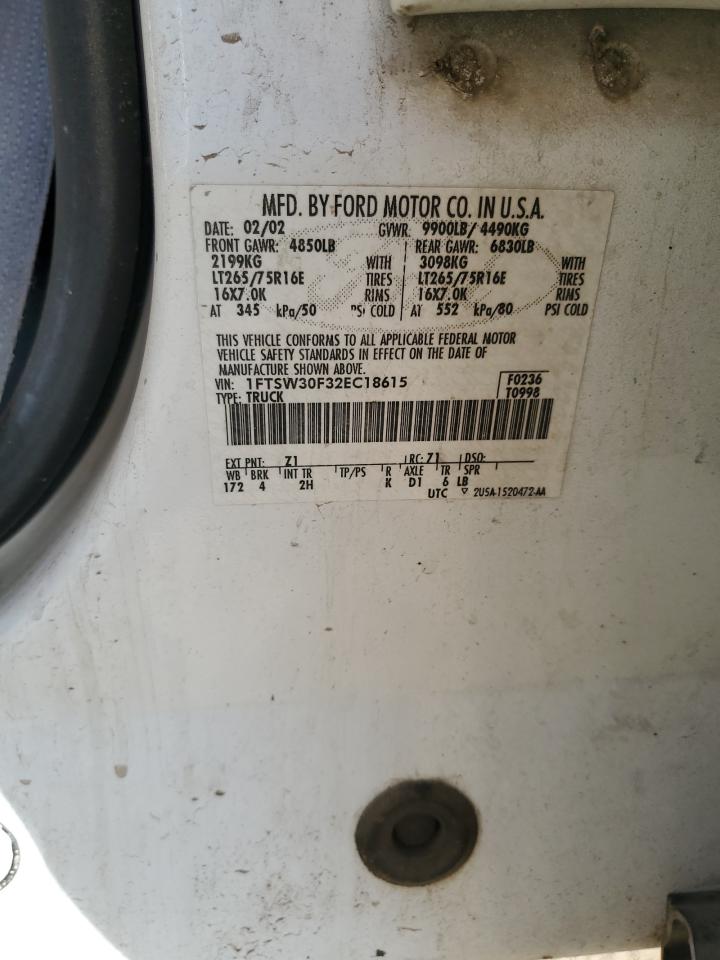 MFD. BY FORD MOTOR CO. IN U.S.A.
DATE: 02/02 GVWR: 9900LB/ 4490KG
FRONT GAWR: 4850LB REAR GAWR: 6830LB
2199KG WITH 3098KG WITH
LT265/75R16E TIRES LT265/75R16E TIRES
16X7.0K RIMS 16X7.0K RIMS
AT 345 kPa/50 PSI COLD AT 552 kPa/80 PSI COLD
THIS VEHICLE CONFORMS TO ALL APPLICABLE FEDERAL MOTOR
VEHICLE SAFETY STANDARDS IN EFFECT ON THE DATE OF
MANUFACTURE SHOWN ABOVE.
VIN: 1FTSW30F32EC18615 F0236
TYPE: TRUCK T0998
EXT PNT: Z1 RC: 71 DSO:
WB BRK INT TR TP/PS R AXLE TR SPR
172 4 2H K D1 6 LB
UTC ▽ 2U5A-1520472-AA